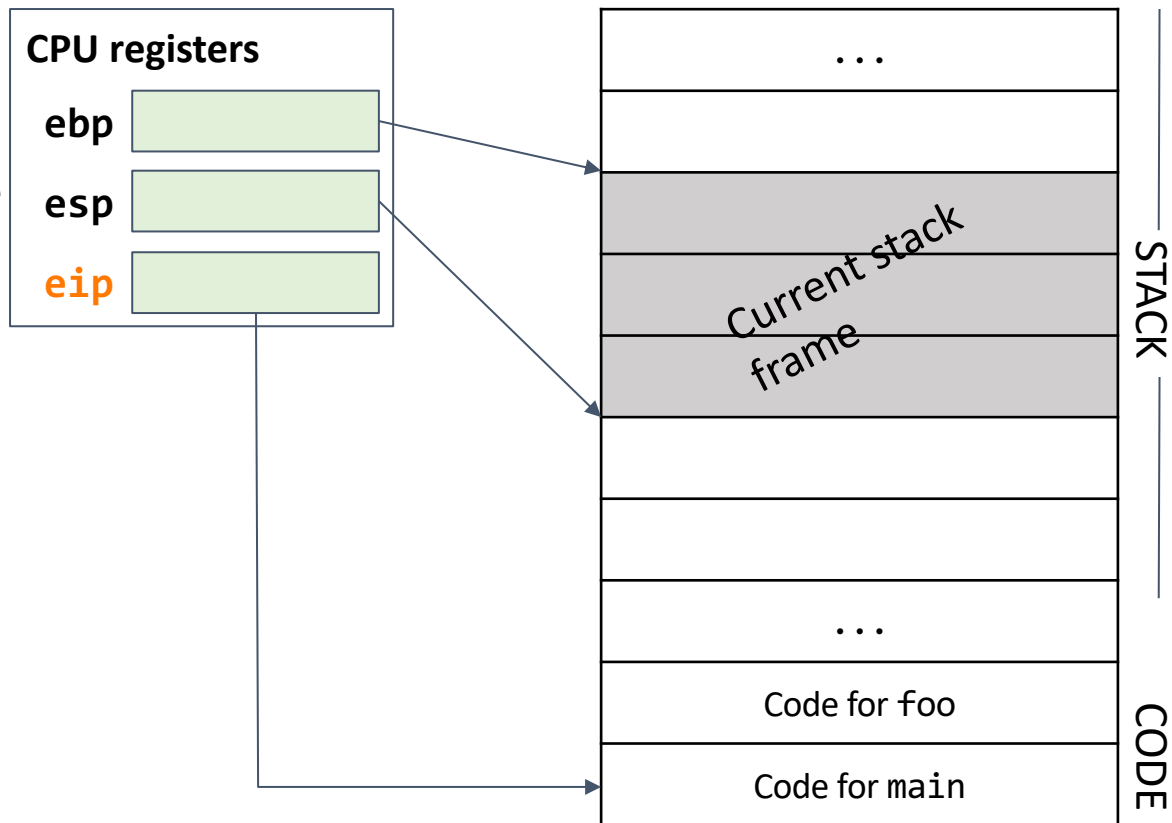 CPU registers
ebp
esp
eip
...
Current stack
frame
...
Code for foo
Code for main
STACK
CODE